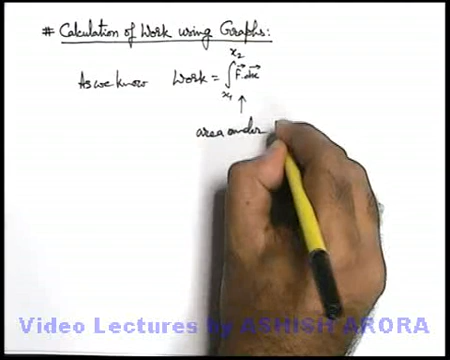 # Calculation of Work using Graphs:
As we know Work = ∫_{x₁}^{x₂} F⃗.dx⃗
↑
area under
Video Lectures by ASHISH ARORA